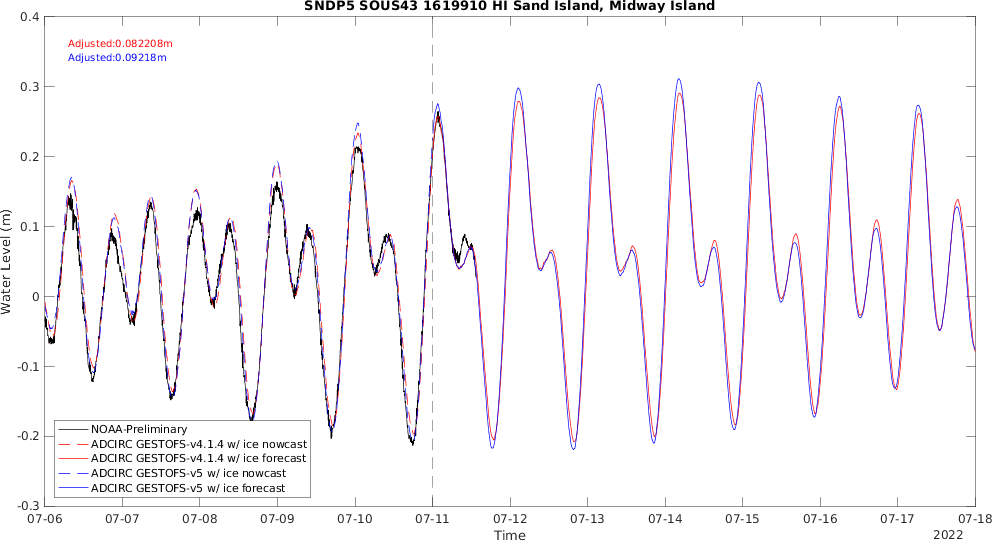 SNDP5 SOUS43 1619910 HI Sand Island, Midway Island
Adjusted:0.082208m
Adjusted:0.09218m
Water Level (m)
0.4
0.3
0.2
0.1
0
-0.1
-0.2
-0.3
NOAA-Preliminary
ADCIRC GESTOFS-v4.1.4 w/ ice nowcast
ADCIRC GESTOFS-v4.1.4 w/ ice forecast
ADCIRC GESTOFS-v5 w/ ice nowcast
ADCIRC GESTOFS-v5 w/ ice forecast
07-06 07-07 07-08 07-09 07-10 07-11 07-12 07-13 07-14 07-15 07-16 07-17 07-18
Time
2022